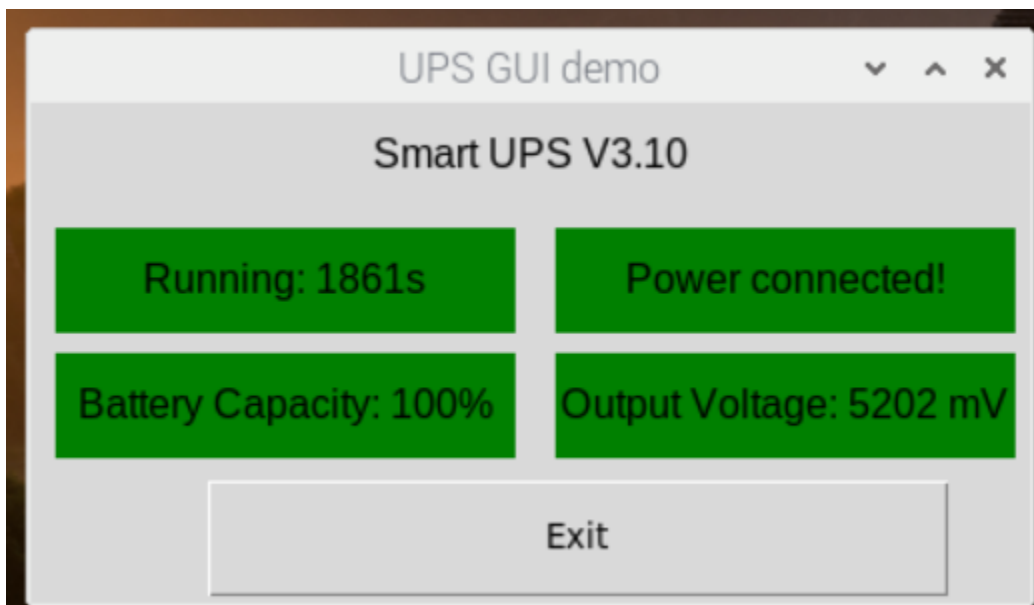 UPS GUI demo
Smart UPS V3.10
Running: 1861s
Power connected!
Battery Capacity: 100%
Output Voltage: 5202 mV
Exit